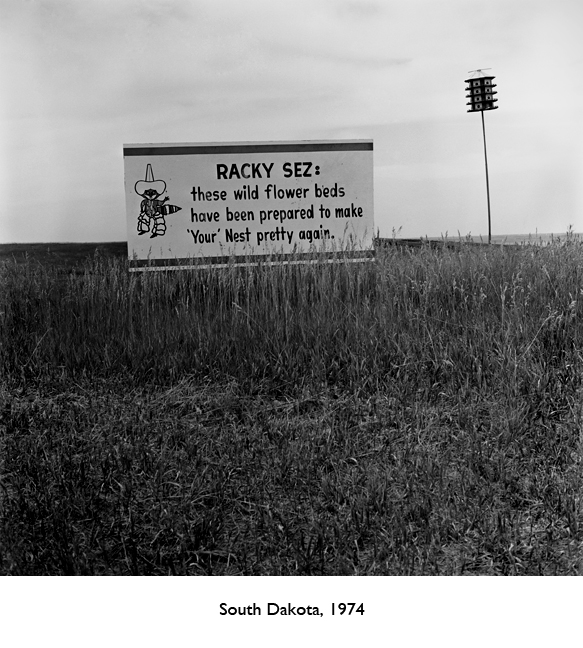 RACKY SEZ:
these wild flower beds
have been prepared to make
'Your' Nest pretty again.
South Dakota, 1974